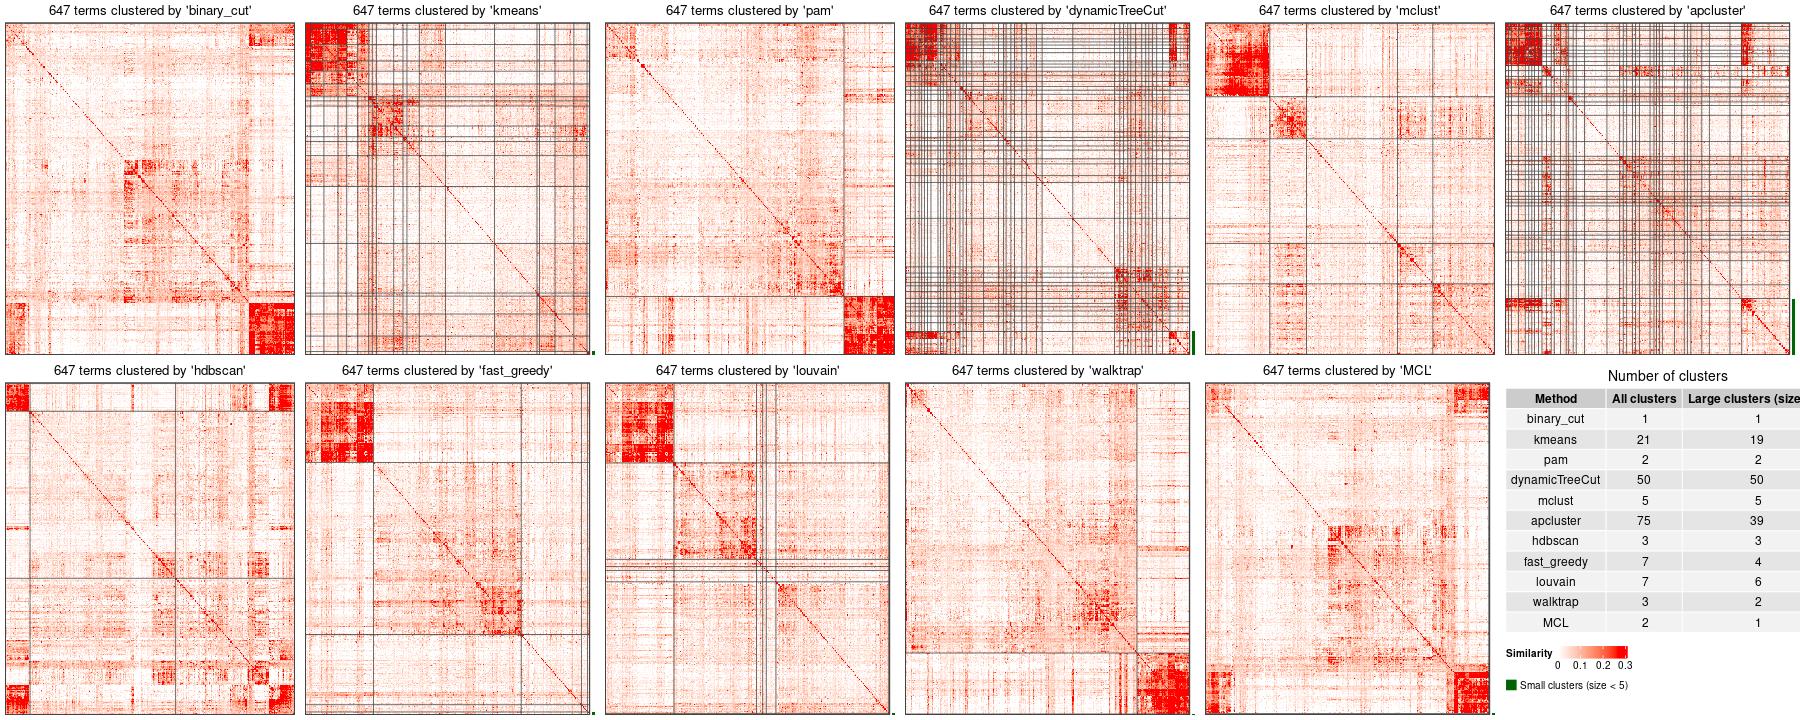 647 terms clustered by 'binary_cut'
647 terms clustered by 'kmeans'
647 terms clustered by 'pam'
647 terms clustered by 'dynamicTreeCut'
647 terms clustered by 'mclust'
647 terms clustered by 'apcluster'
647 terms clustered by 'hdbscan'
647 terms clustered by 'fast_greedy'
647 terms clustered by 'louvain'
647 terms clustered by 'walktrap'
647 terms clustered by 'MCL'
Number of clusters
Method All clusters Large clusters (size
binary_cut 1 1
kmeans 21 19
pam 2 2
dynamicTreeCut 50 50
mclust 5 5
apcluster 75 39
hdbscan 3 3
fast_greedy 7 4
louvain 7 6
walktrap 3 2
MCL 2 1
Similarity
0 0.1 0.2 0.3
Small clusters (size < 5)